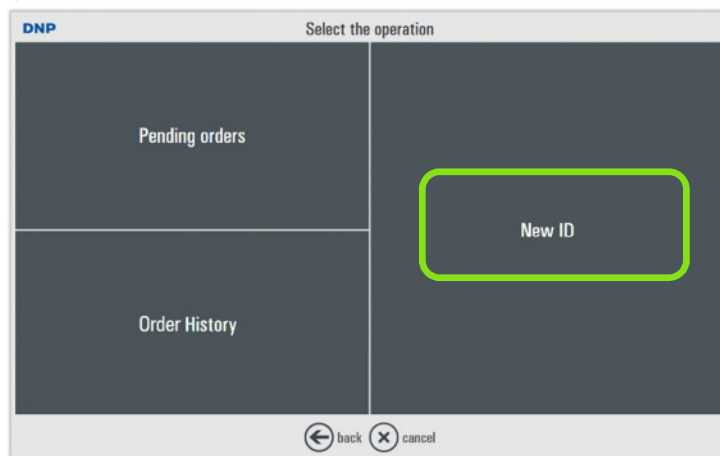 DNP Select the operation
Pending orders
New ID
Order History
back cancel